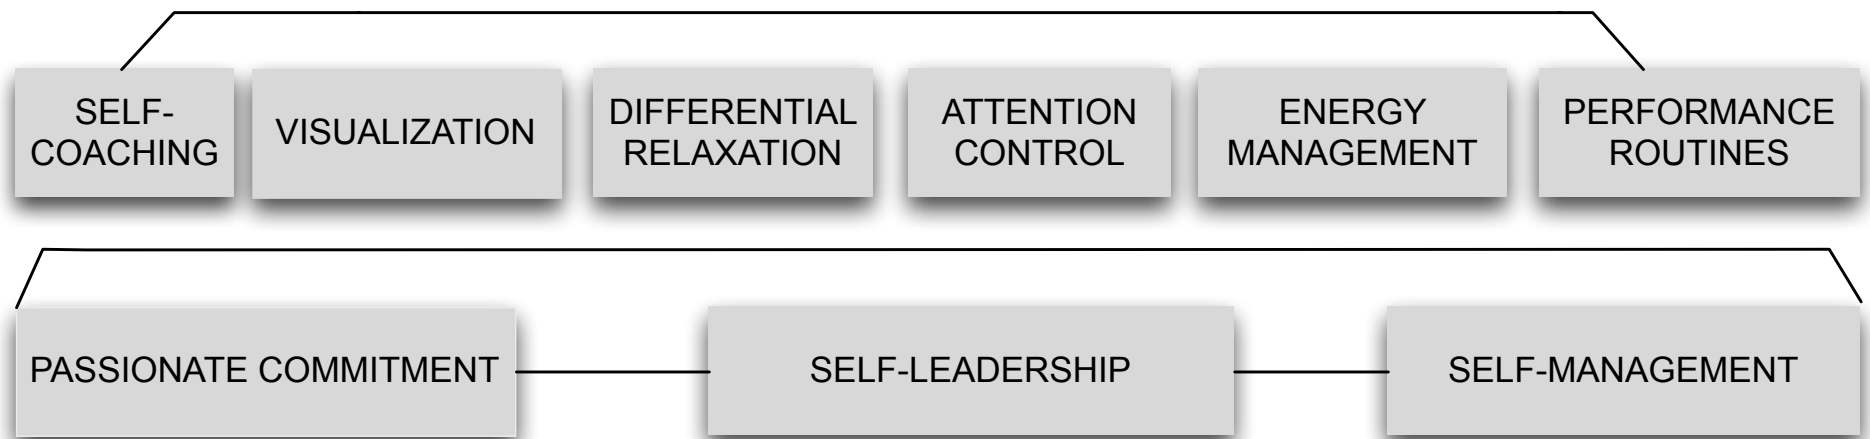 SELF-
COACHING
VISUALIZATION
DIFFERENTIAL
RELAXATION
ATTENTION
CONTROL
ENERGY
MANAGEMENT
PERFORMANCE
ROUTINES
PASSIONATE COMMITMENT
SELF-LEADERSHIP
SELF-MANAGEMENT